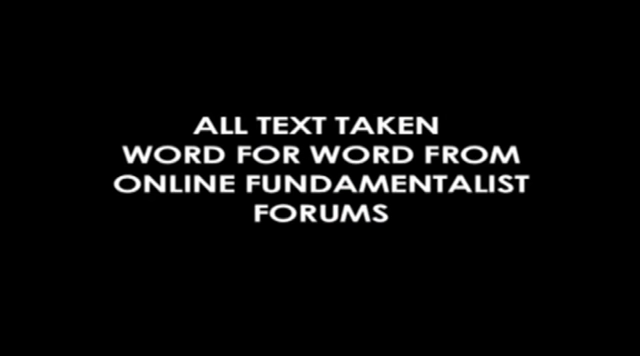 ALL TEXT TAKEN
WORD FOR WORD FROM
ONLINE FUNDAMENTALIST
FORUMS